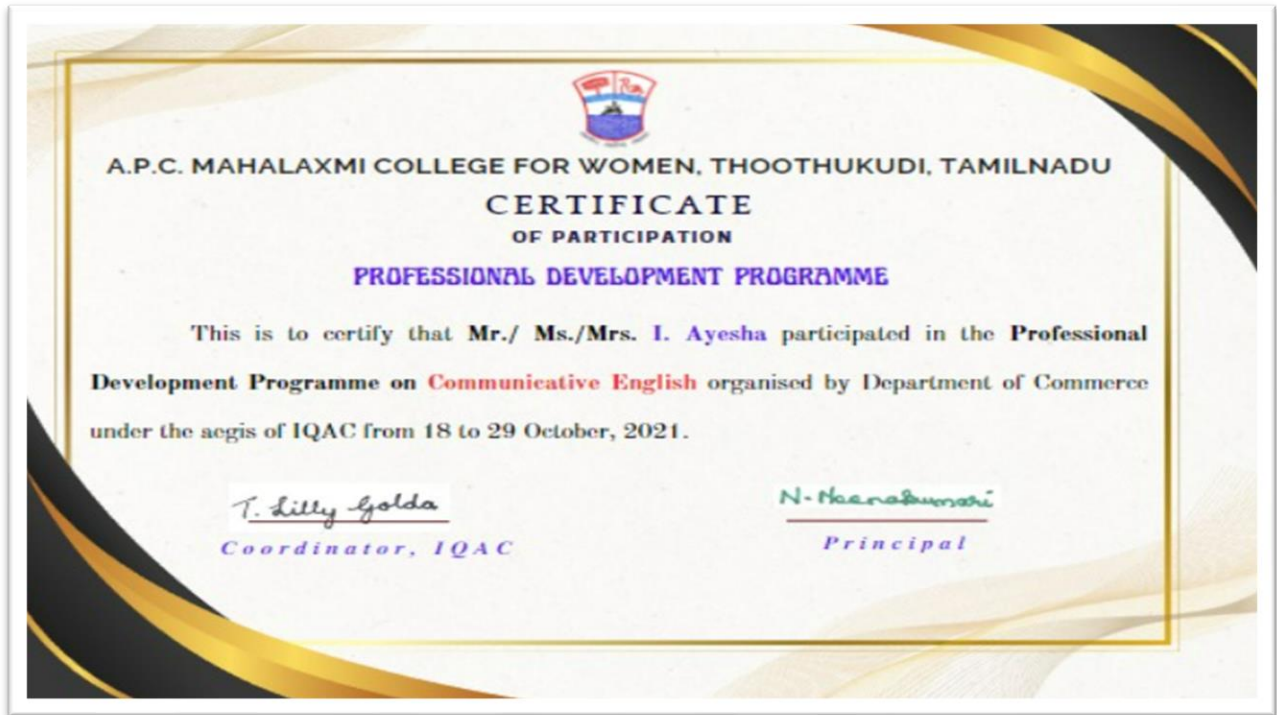 A.P.C. MAHALAXMI COLLEGE FOR WOMEN, THOOTHUKUDI, TAMILNADU
CERTIFICATE
OF PARTICIPATION
PROFESSIONAL DEVELOPMENT PROGRAMME
This is to certify that Mr./ Ms./Mrs. I. Ayesha participated in the Professional
Development Programme on Communicative English organised by Department of Commerce
under the aegis of IQAC from 18 to 29 October, 2021.
T. Lilly Golda
N. Meenakumari
Coordinator, IQAC
Principal